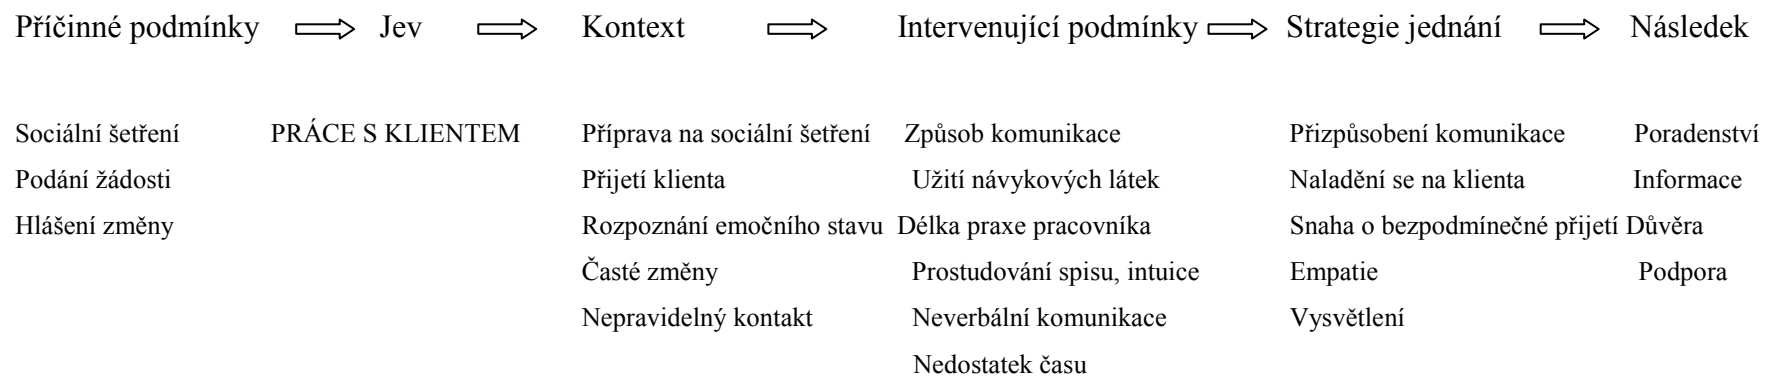 Příčinné podmínky Jev Kontext Intervenující podmínky Strategie jednání Následek
Sociální šetření PRÁCE S KLIENTEM Příprava na sociální šetření Způsob komunikace Přizpůsobení komunikace Poradenství
Podání žádosti Přijetí klienta Užití návykových látek Naladění se na klienta Informace
Hlášení změny Rozpoznání emočního stavu Délka praxe pracovníka Snaha o bezpodmínečné přijetí Důvěra
Časté změny Prostudování spisu, intuice Empatie Podpora
Nepravidelný kontakt Neverbální komunikace Vysvětlení
Nedostatek času